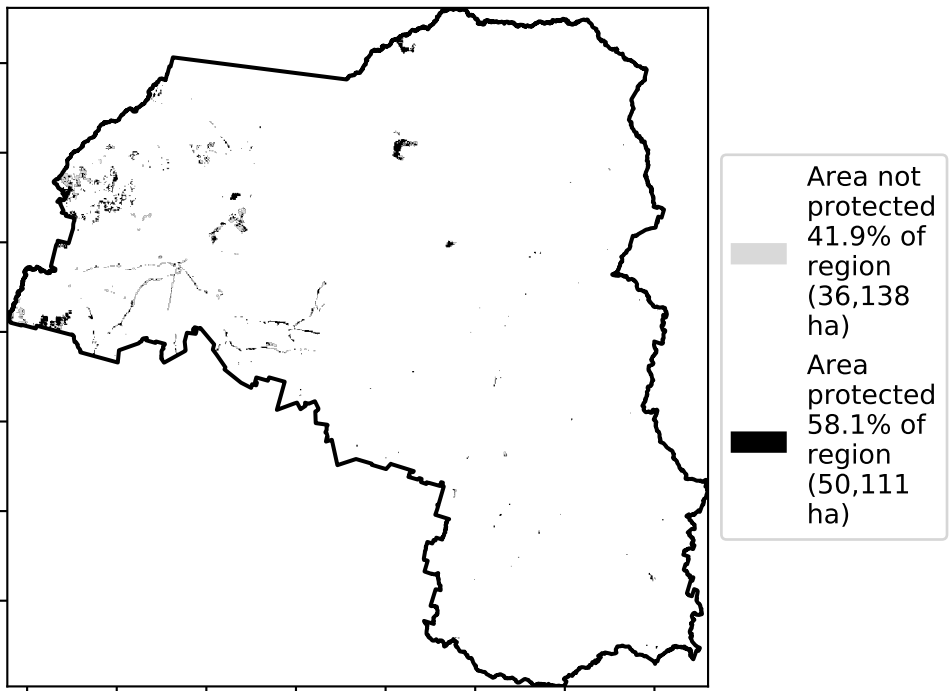 Area not
protected
41.9% of
region
(36,138
ha)
Area
protected
58.1% of
region
(50,111
ha)